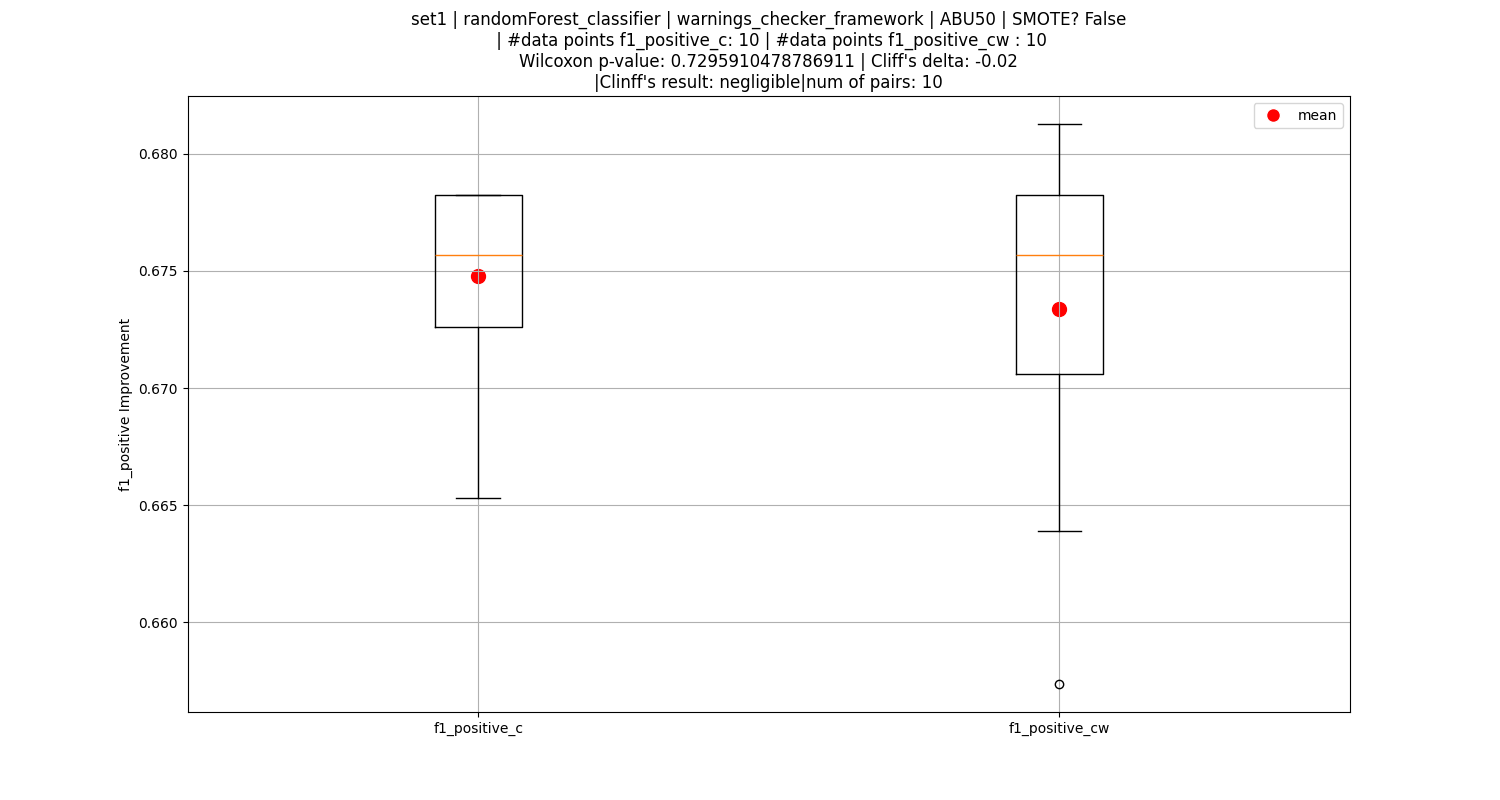 set1 | randomForest_classifier | warnings_checker_framework | ABU50 | SMOTE? False
| #data points f1_positive_c: 10 | #data points f1_positive_cw : 10
Wilcoxon p-value: 0.7295910478786911 | Cliff's delta: -0.02
|Clinff's result: negligible|num of pairs: 10
mean
0.680
0.675
0.670
0.665
0.660
f1_positive Improvement
f1_positive_c
f1_positive_cw